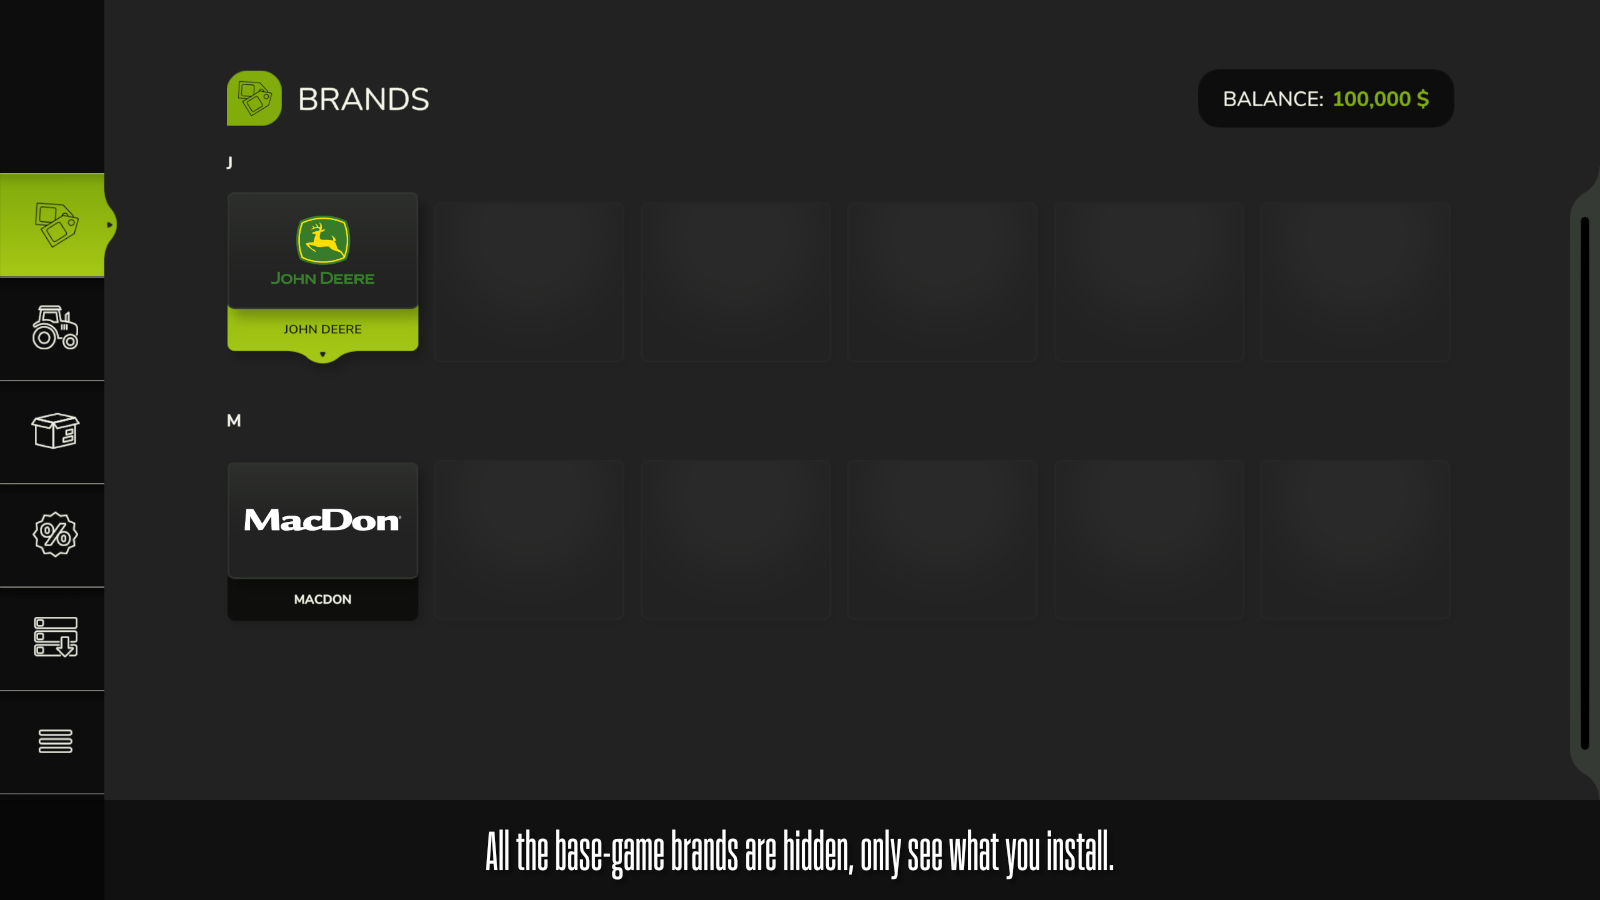 BRANDS
BALANCE: 100,000 $
J
JOHN DEERE
JOHN DEERE
M
MacDon
MACDON
All the base-game brands are hidden, only see what you install.